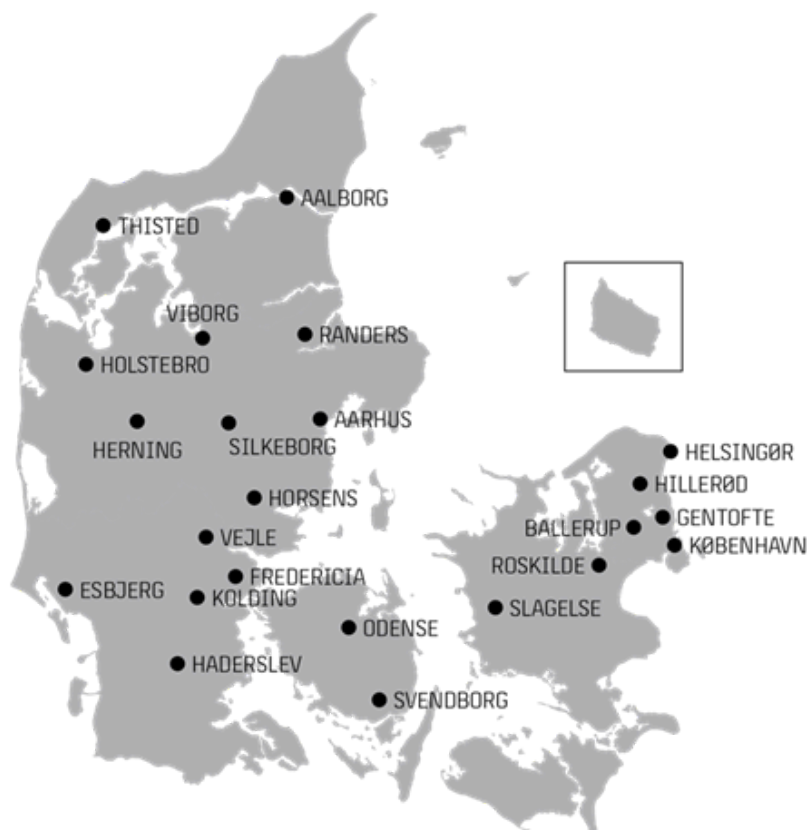 AALBORG
THISTED
VIBORG
RANDERS
HOLSTEBRO
AARHUS
HERNING
SILKEBORG
HELSINGØR
HILLERØD
HORSENS
GENTOFTE
BALLERUP
VEJLE
KØBENHAVN
ROSKILDE
FREDERICIA
ESBJERG
KOLDING
SLAGELSE
ODENSE
HADERSLEV
SVENDBORG